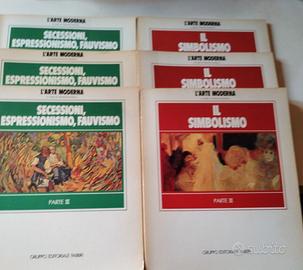 L'ARTE MODERNA
SECESSIONI,
ESPRESSIONISMO, FAUVISMO
L'ARTE MODERNA
IL
SIMBOLISMO
L'ARTE MODERNA
SECESSIONI,
ESPRESSIONISMO, FAUVISMO
L'ARTE MODERNA
IL
SIMBOLISMO
L'ARTE MODERNA
SECESSIONI,
ESPRESSIONISMO, FAUVISMO
PARTE III
GRUPPO EDITORIALE FABBRI
L'ARTE MODERNA
IL
SIMBOLISMO
PARTE III
GRUPPO EDITORIALE FABBRI
subito